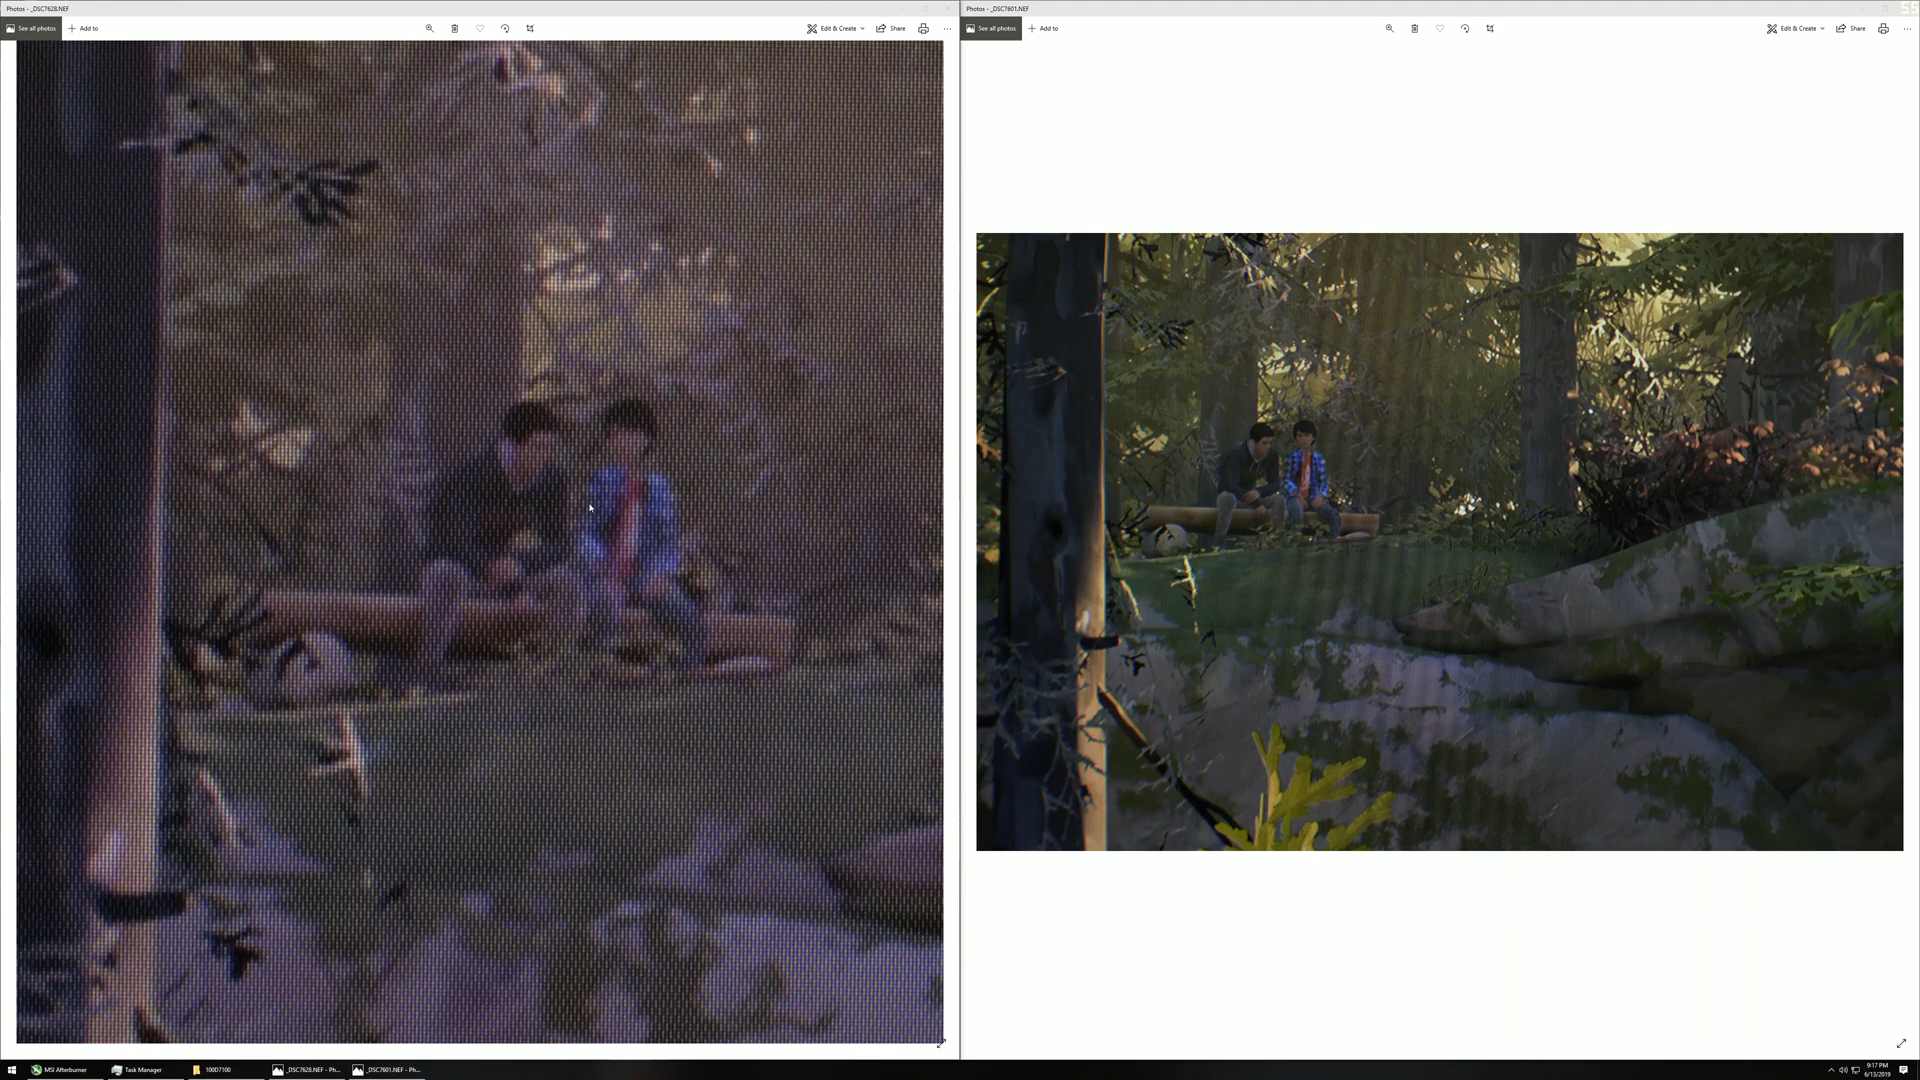 Photos - _DSC7628.NEF
See all photos
Add to
Edit & Create
Share
Photos - _DSC7601.NEF
See all photos
Add to
Edit & Create
Share
55
MSI Afterburner
Task Manager
100D7100
_DSC7628.NEF - Ph...
_DSC7601.NEF - Ph...
9:17 PM
6/13/2019